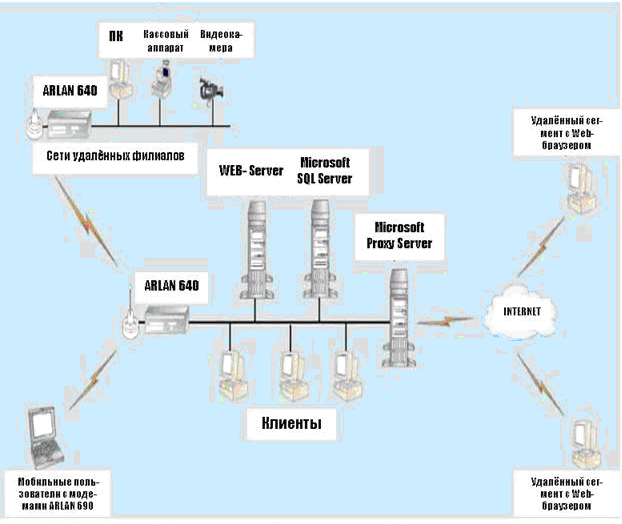 ПК
Кассовый
аппарат
Видеока-
мера
ARLAN 640
Сети удалённых филиалов
WEB- Server
Microsoft
SQL Server
Microsoft
Proxy Server
ARLAN 640
Клиенты
Мобильные поль-
зователи с моде-
мами ARLAN 690
INTERNET
Удалённый сег-
мент с Web-
браузером
Удалённый сег-
мент с Web-
браузером